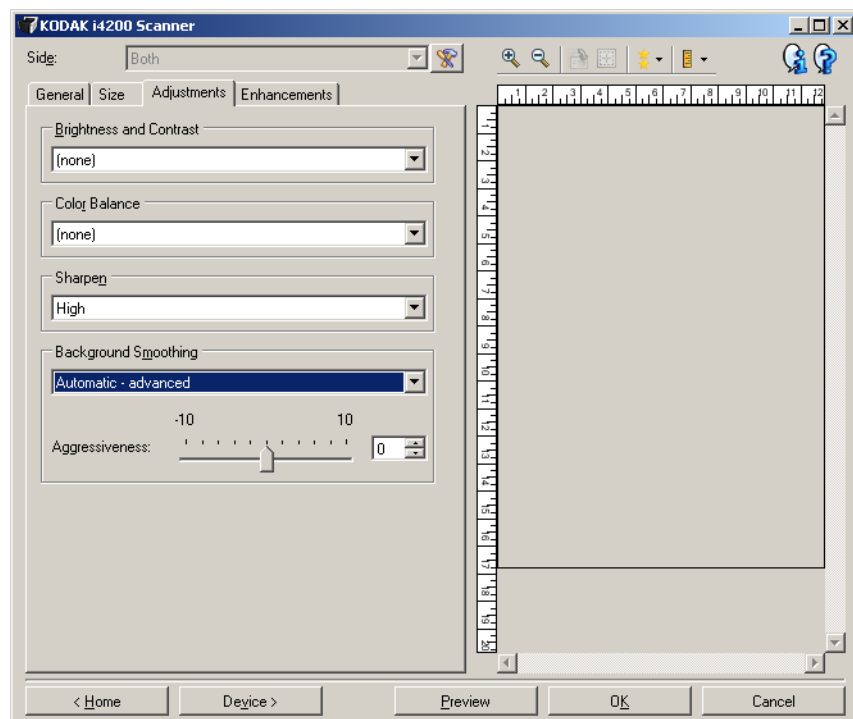 KODAK i4200 Scanner
Side: Both
General Size Adjustments Enhancements
1 2 3 4 5 6 7 8 9 10 11 12
Brightness and Contrast
(none)
Color Balance
(none)
Sharpen
High
Background Smoothing
Automatic - advanced
-10 10
Aggressiveness: 0
1
2
3
4
5
6
7
8
9
10
11
12
13
14
15
16
17
18
19
20
< Home Device > Preview OK Cancel